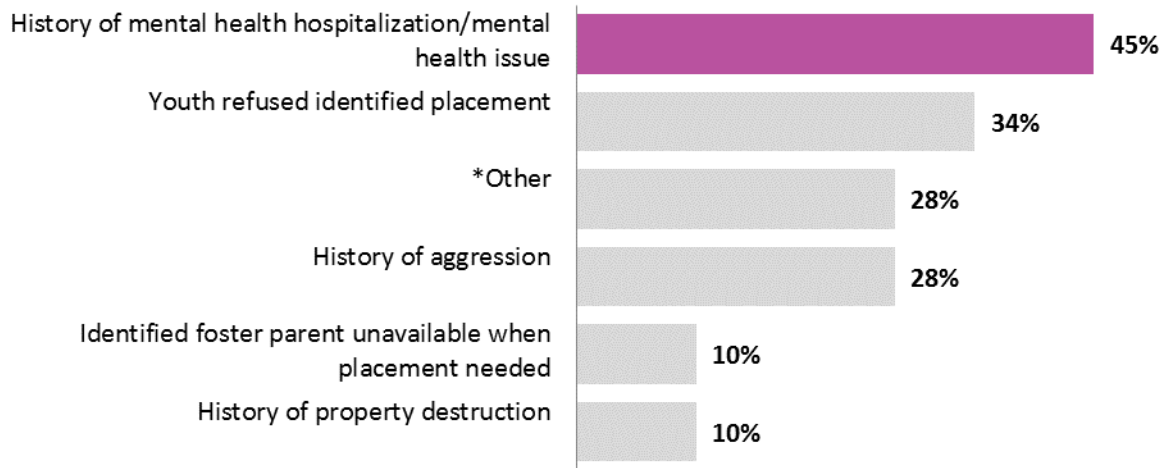 History of mental health hospitalization/mental
health issue
45%
Youth refused identified placement
34%
*Other
28%
History of aggression
28%
Identified foster parent unavailable when
placement needed
10%
History of property destruction
10%